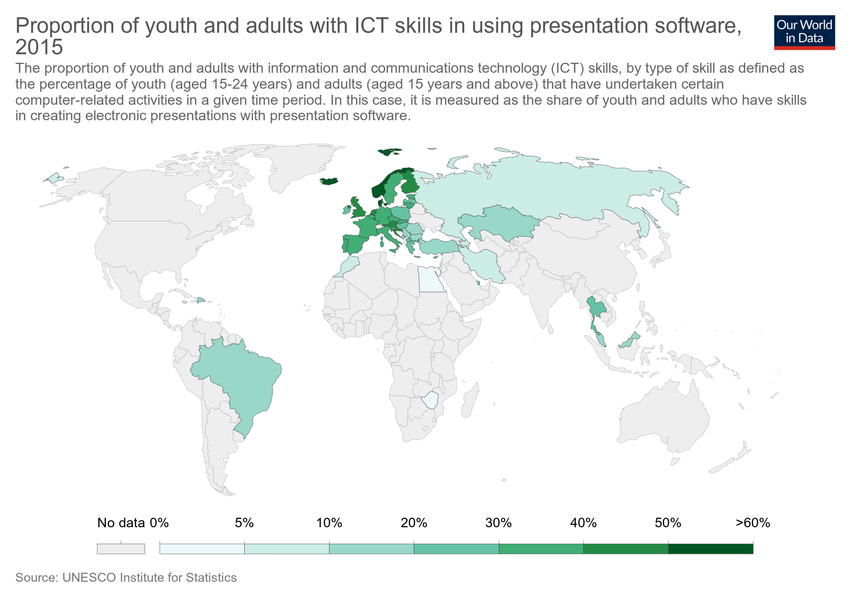 Proportion of youth and adults with ICT skills in using presentation software,
2015
Our World
in Data
The proportion of youth and adults with information and communications technology (ICT) skills, by type of skill as defined as
the percentage of youth (aged 15-24 years) and adults (aged 15 years and above) that have undertaken certain
computer-related activities in a given time period. In this case, it is measured as the share of youth and adults who have skills
in creating electronic presentations with presentation software.
No data 0% 5% 10% 20% 30% 40% 50% >60%
Source: UNESCO Institute for Statistics